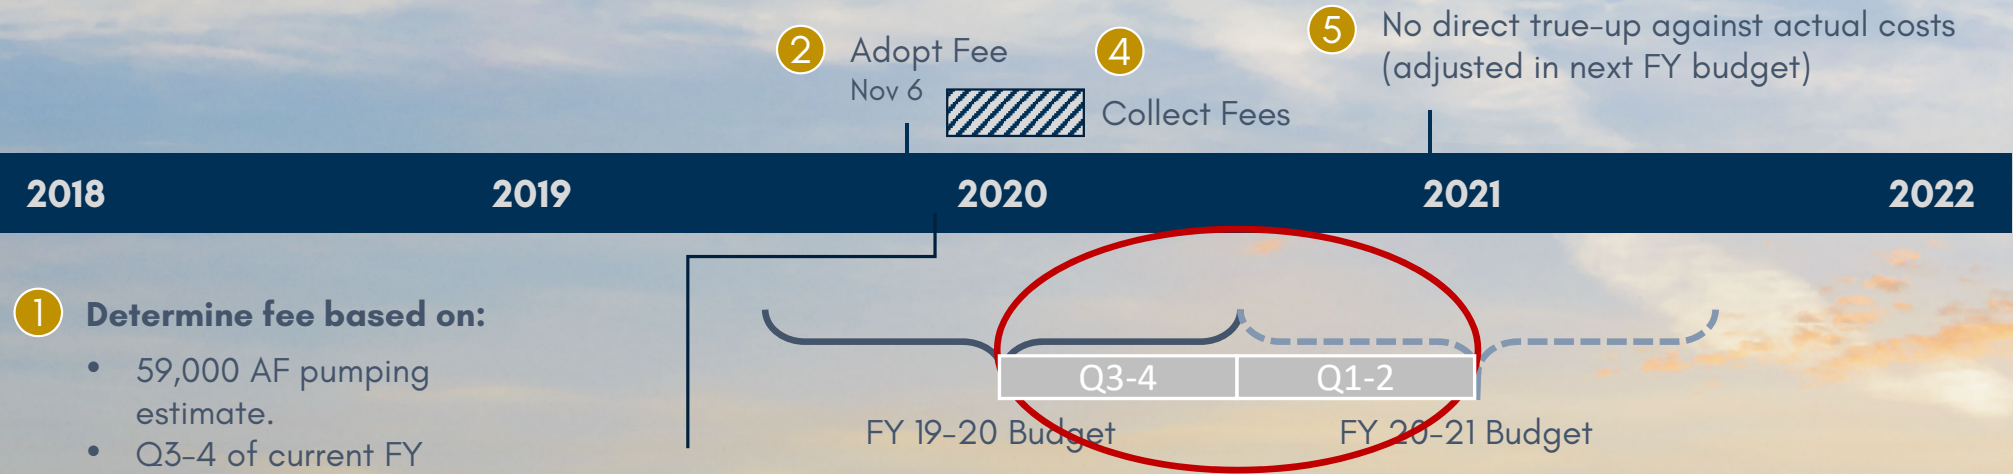 2
Adopt Fee
Nov 6
4
Collect Fees
5
No direct true-up against actual costs
(adjusted in next FY budget)
2018 2019 2020 2021 2022
1
Determine fee based on:
• 59,000 AF pumping
estimate.
• Q3-4 of current FY
Q3-4 Q1-2
FY 19-20 Budget FY 20-21 Budget